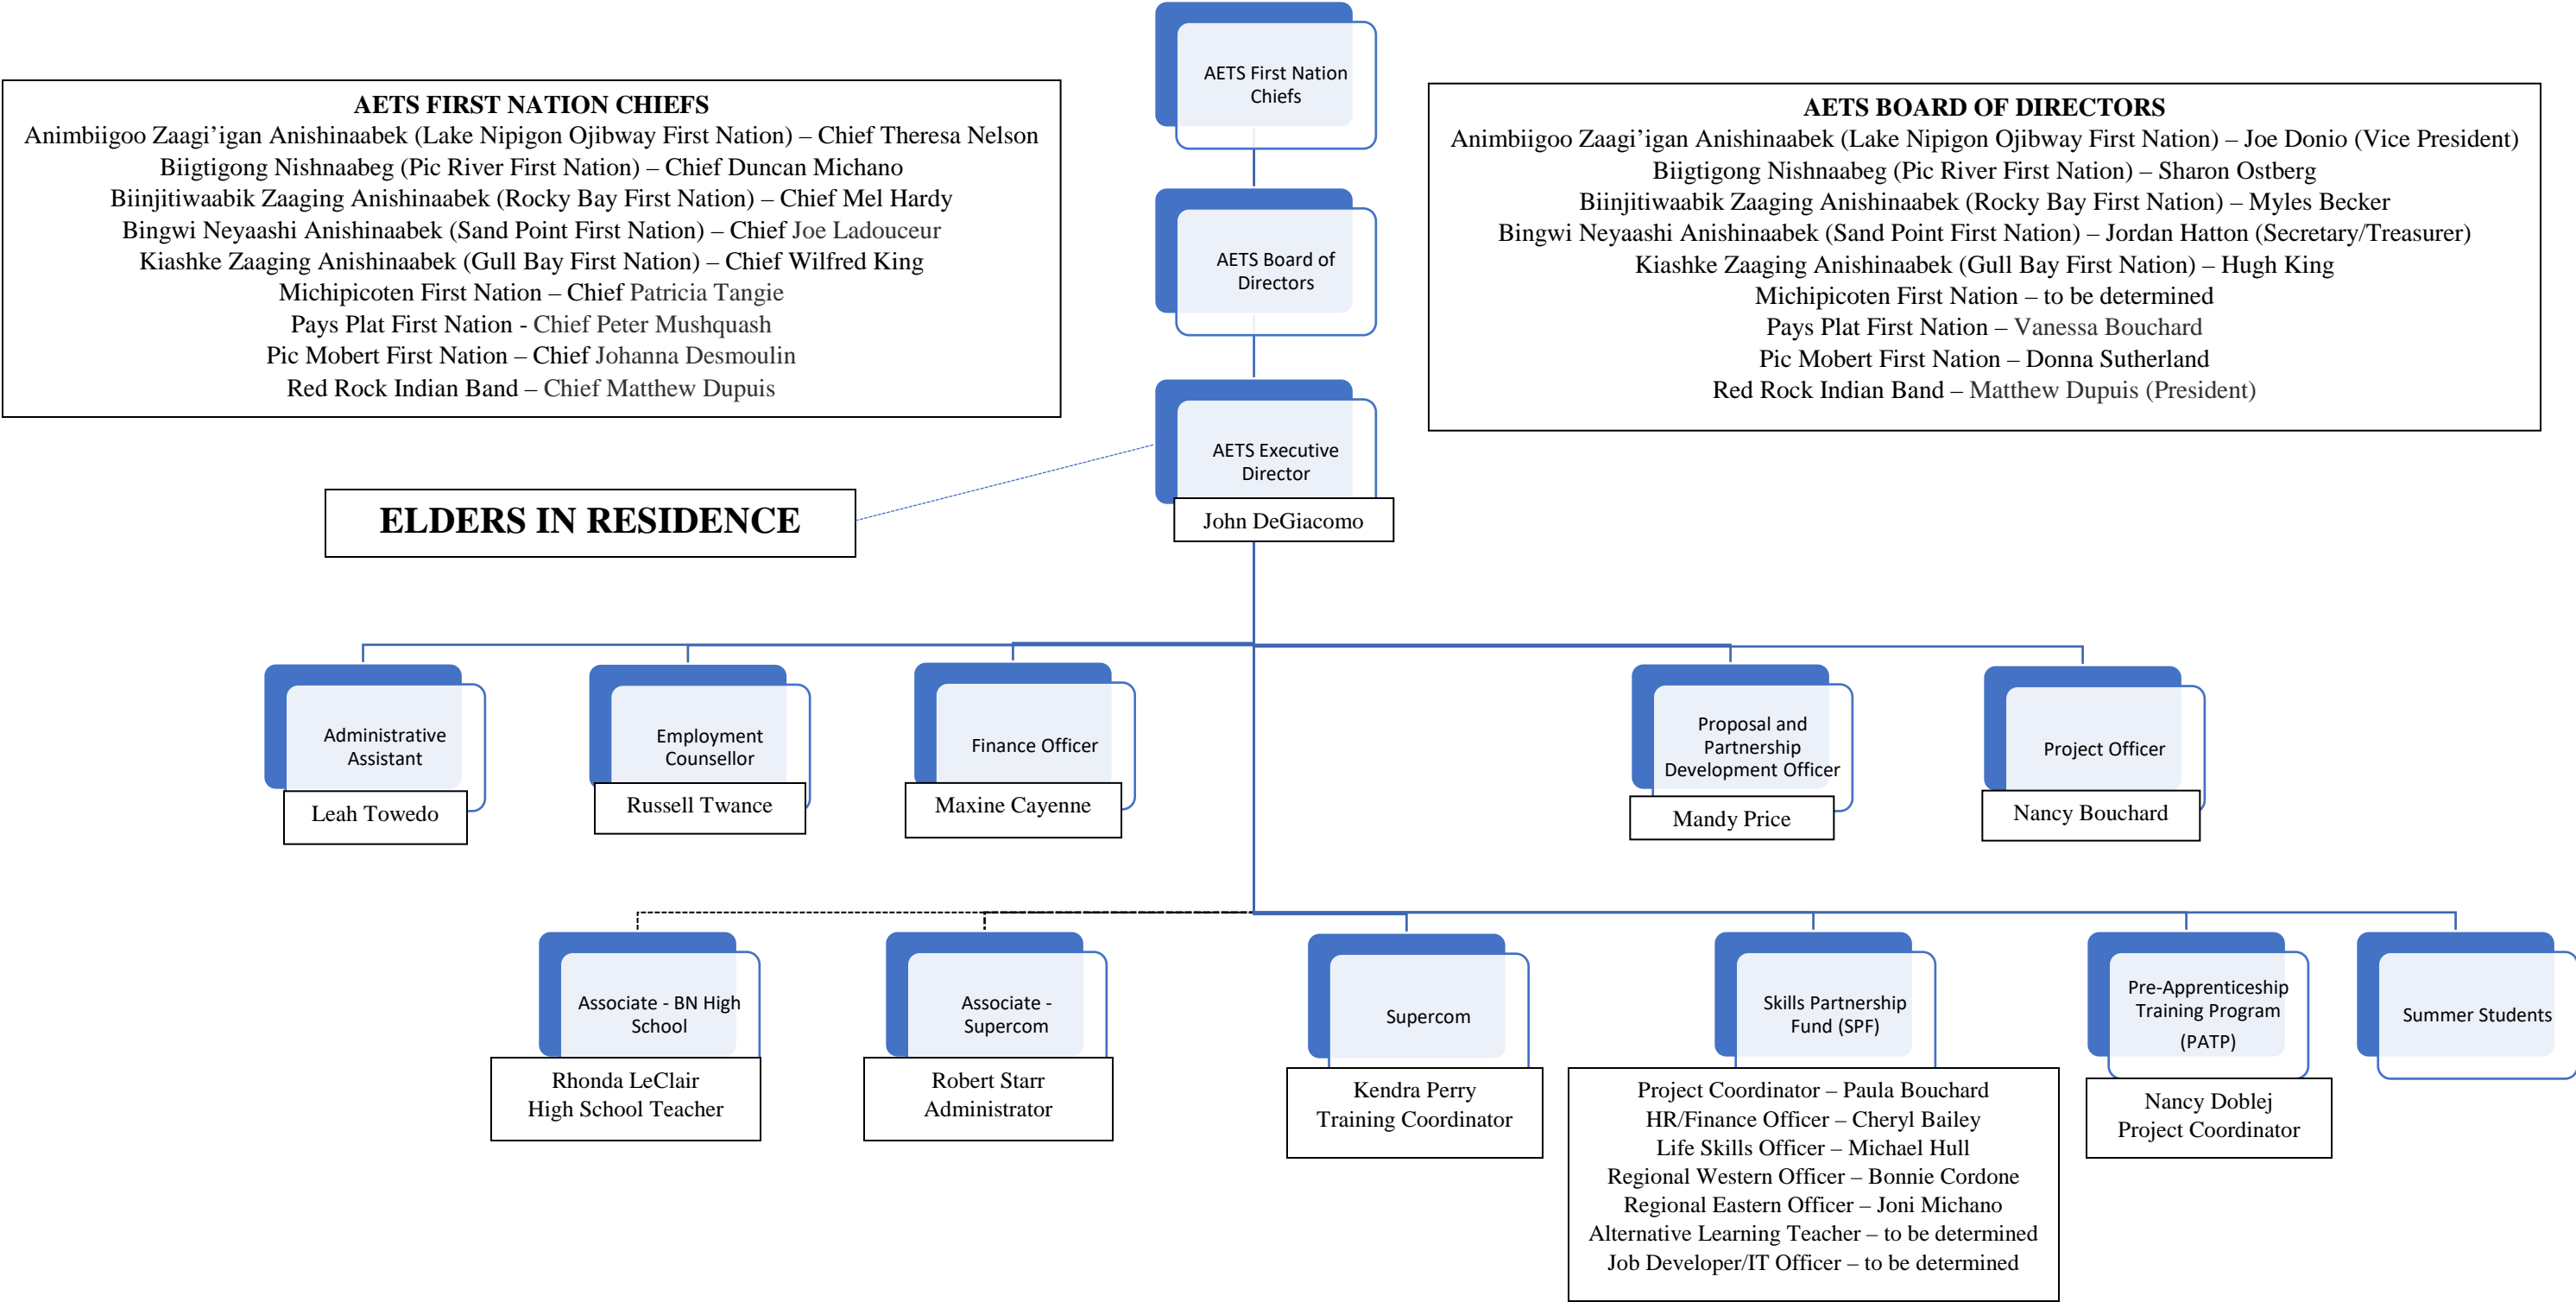 AETS First Nation
Chiefs
AETS FIRST NATION CHIEFS
Animbiigoo Zaagi’igan Anishinaabek (Lake Nipigon Ojibway First Nation) – Chief Theresa Nelson
Biigtigong Nishnaabeg (Pic River First Nation) – Chief Duncan Michano
Biinjitiwaabik Zaaging Anishinaabek (Rocky Bay First Nation) – Chief Mel Hardy
Bingwi Neyaashi Anishinaabek (Sand Point First Nation) – Chief Joe Ladouceur
Kiashke Zaaging Anishinaabek (Gull Bay First Nation) – Chief Wilfred King
Michipicoten First Nation – Chief Patricia Tangie
Pays Plat First Nation - Chief Peter Mushquash
Pic Mobert First Nation – Chief Johanna Desmoulin
Red Rock Indian Band – Chief Matthew Dupuis
AETS BOARD OF DIRECTORS
Animbiigoo Zaagi’igan Anishinaabek (Lake Nipigon Ojibway First Nation) – Joe Donio (Vice President)
Biigtigong Nishnaabeg (Pic River First Nation) – Sharon Ostberg
Biinjitiwaabik Zaaging Anishinaabek (Rocky Bay First Nation) – Myles Becker
Bingwi Neyaashi Anishinaabek (Sand Point First Nation) – Jordan Hatton (Secretary/Treasurer)
Kiashke Zaaging Anishinaabek (Gull Bay First Nation) – Hugh King
Michipicoten First Nation – to be determined
Pays Plat First Nation – Vanessa Bouchard
Pic Mobert First Nation – Donna Sutherland
Red Rock Indian Band – Matthew Dupuis (President)
AETS Board of
Directors
AETS Executive
Director
John DeGiacomo
ELDERS IN RESIDENCE
Administrative
Assistant
Leah Towedo
Employment
Counsellor
Russell Twance
Finance Officer
Maxine Cayenne
Proposal and
Partnership
Development Officer
Mandy Price
Project Officer
Nancy Bouchard
Associate - BN High
School
Rhonda LeClair
High School Teacher
Associate -
Supercom
Robert Starr
Administrator
Supercom
Kendra Perry
Training Coordinator
Skills Partnership
Fund (SPF)
Project Coordinator – Paula Bouchard
HR/Finance Officer – Cheryl Bailey
Life Skills Officer – Michael Hull
Regional Western Officer – Bonnie Cordone
Regional Eastern Officer – Joni Michano
Alternative Learning Teacher – to be determined
Job Developer/IT Officer – to be determined
Pre-Apprenticeship
Training Program
(PATP)
Nancy Doblej
Project Coordinator
Summer Students